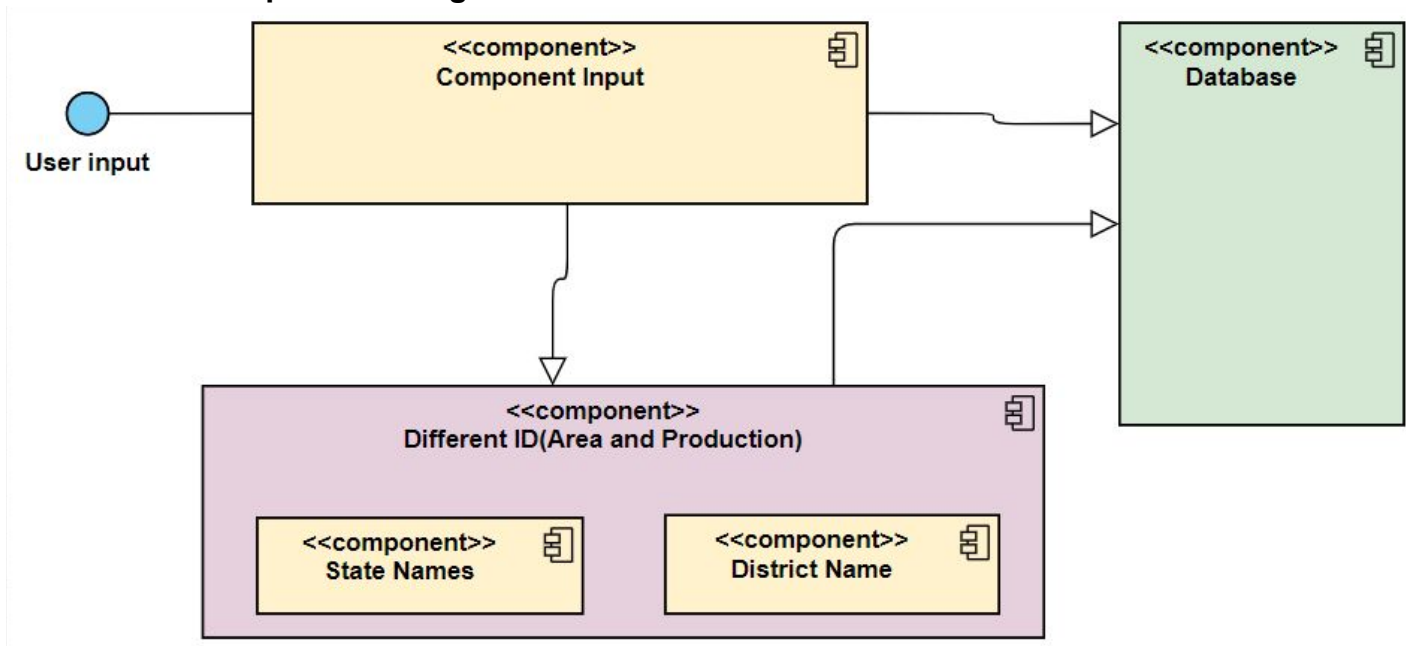 <<component>>
Component Input
<<component>>
Database
User input
<<component>>
Different ID(Area and Production)
<<component>>
State Names
<<component>>
District Name